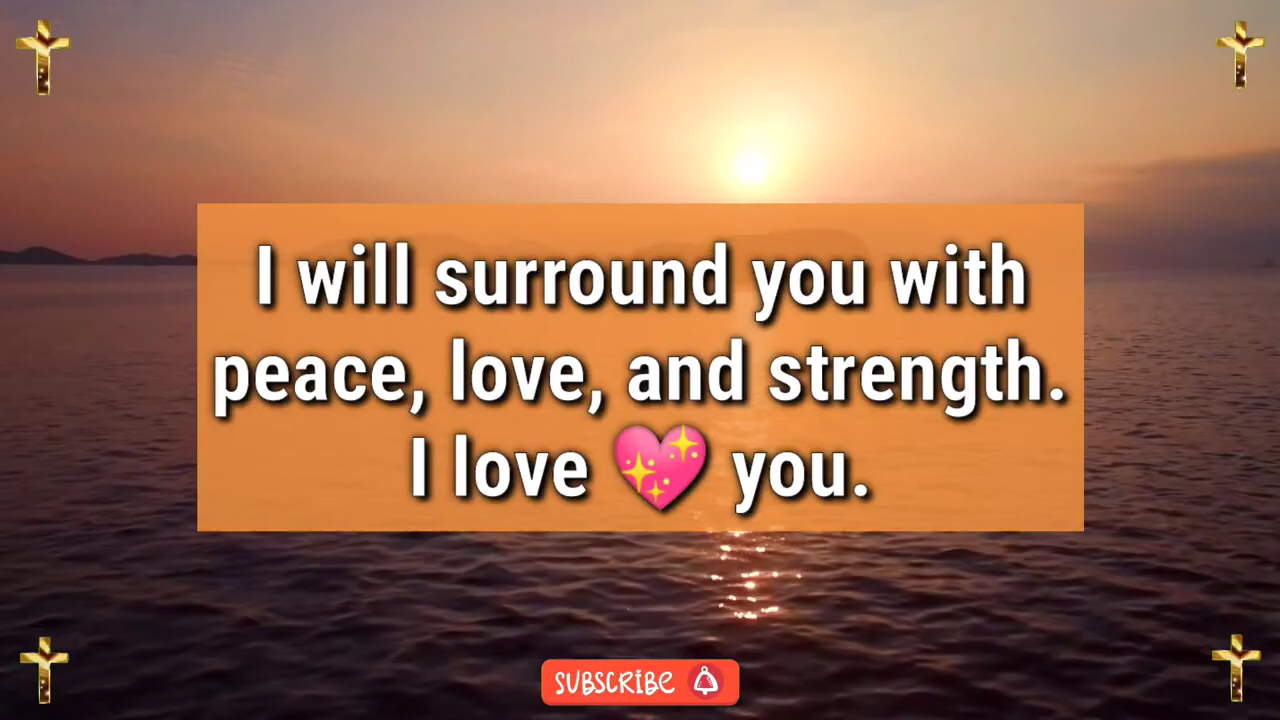 I will surround you with
peace, love, and strength.
I love 💖 you.
SUBSCRIBE